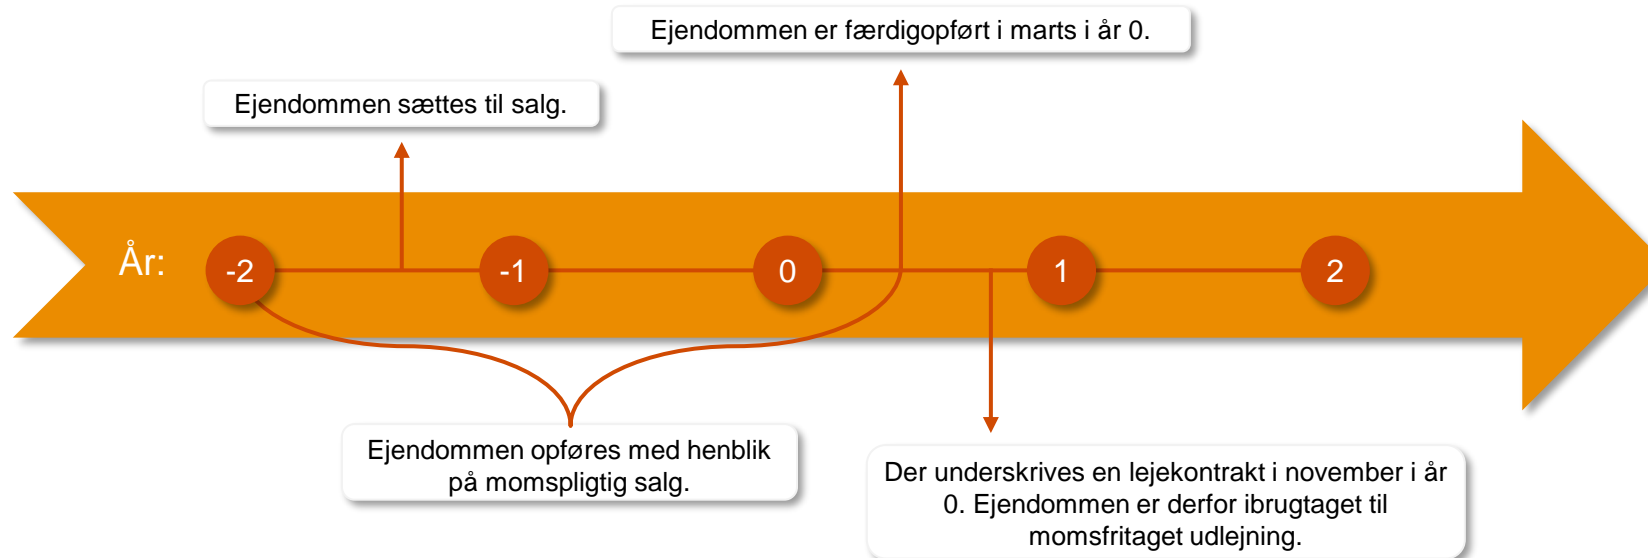 Ejendommen er færdigopført i marts i år 0.
Ejendommen sættes til salg.
År:
-2
-1
0
1
2
Ejendommen opføres med henblik
på momspligtig salg.
Der underskrives en lejekontrakt i november i år
0. Ejendommen er derfor ibrugtaget til
momsfritaget udlejning.